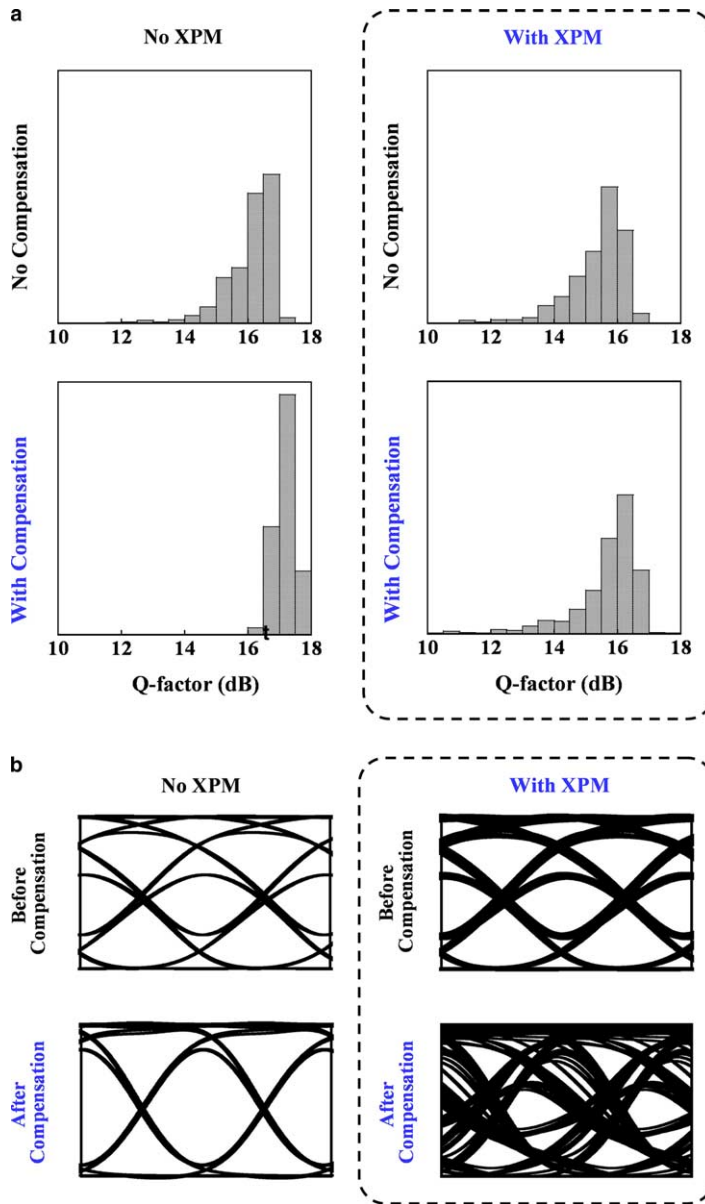 a
No XPM
With XPM
No Compensation
10 12 14 16 18
No Compensation
10 12 14 16 18
With Compensation
t
10 12 14 16 18
Q-factor (dB)
With Compensation
10 12 14 16 18
Q-factor (dB)
b
No XPM
With XPM
Before
Compensation
Before
Compensation
After
Compensation
After
Compensation